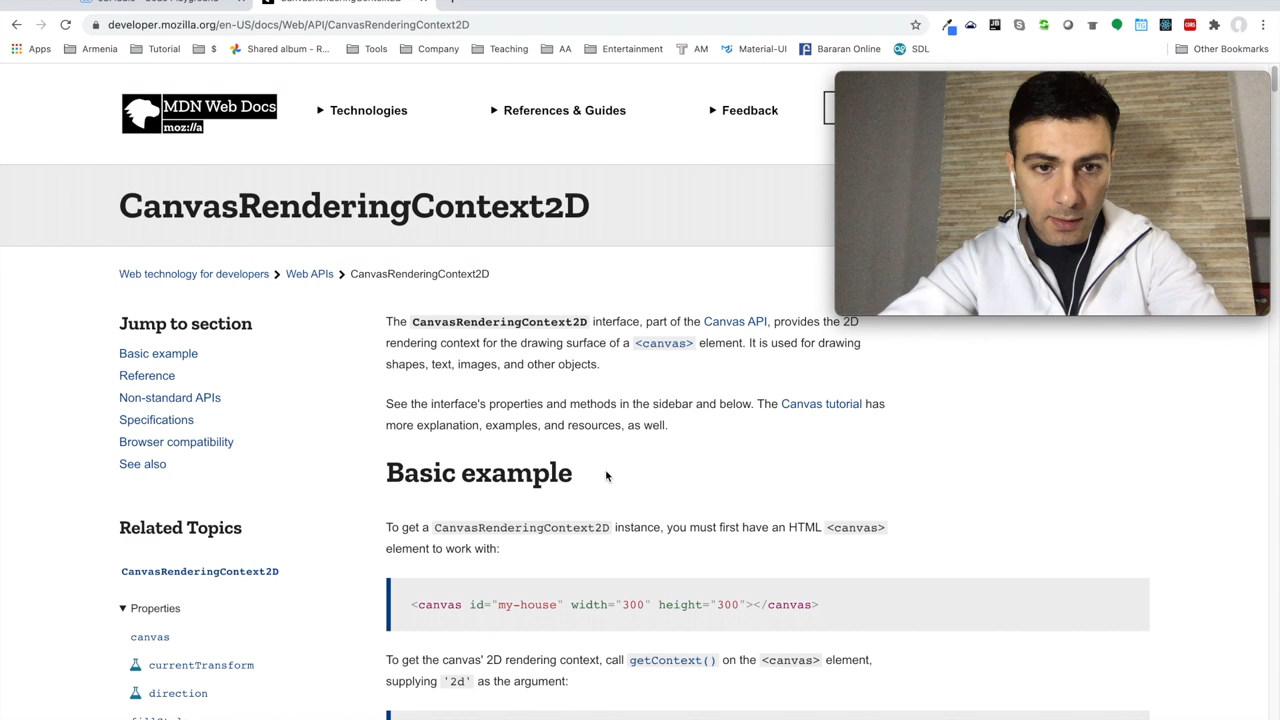 developer.mozilla.org/en-US/docs/Web/API/CanvasRenderingContext2D
Apps Armenia Tutorial $ Shared album - R... Tools Company Teaching AA Entertainment AM Material-UI Bararan Online SDL Other Bookmarks
MDN Web Docs
moz://a
Technologies References & Guides Feedback
CanvasRenderingContext2D
Web technology for developers Web APIs CanvasRenderingContext2D
Jump to section
Basic example
Reference
Non-standard APIs
Specifications
Browser compatibility
See also
Related Topics
CanvasRenderingContext2D
Properties
canvas
currentTransform
direction
The CanvasRenderingContext2D interface, part of the Canvas API, provides the 2D
rendering context for the drawing surface of a <canvas> element. It is used for drawing
shapes, text, images, and other objects.
See the interface's properties and methods in the sidebar and below. The Canvas tutorial has
more explanation, examples, and resources, as well.
Basic example
To get a CanvasRenderingContext2D instance, you must first have an HTML <canvas>
element to work with:
<canvas id="my-house" width="300" height="300"></canvas>
To get the canvas' 2D rendering context, call getContext() on the <canvas> element,
supplying '2d' as the argument: